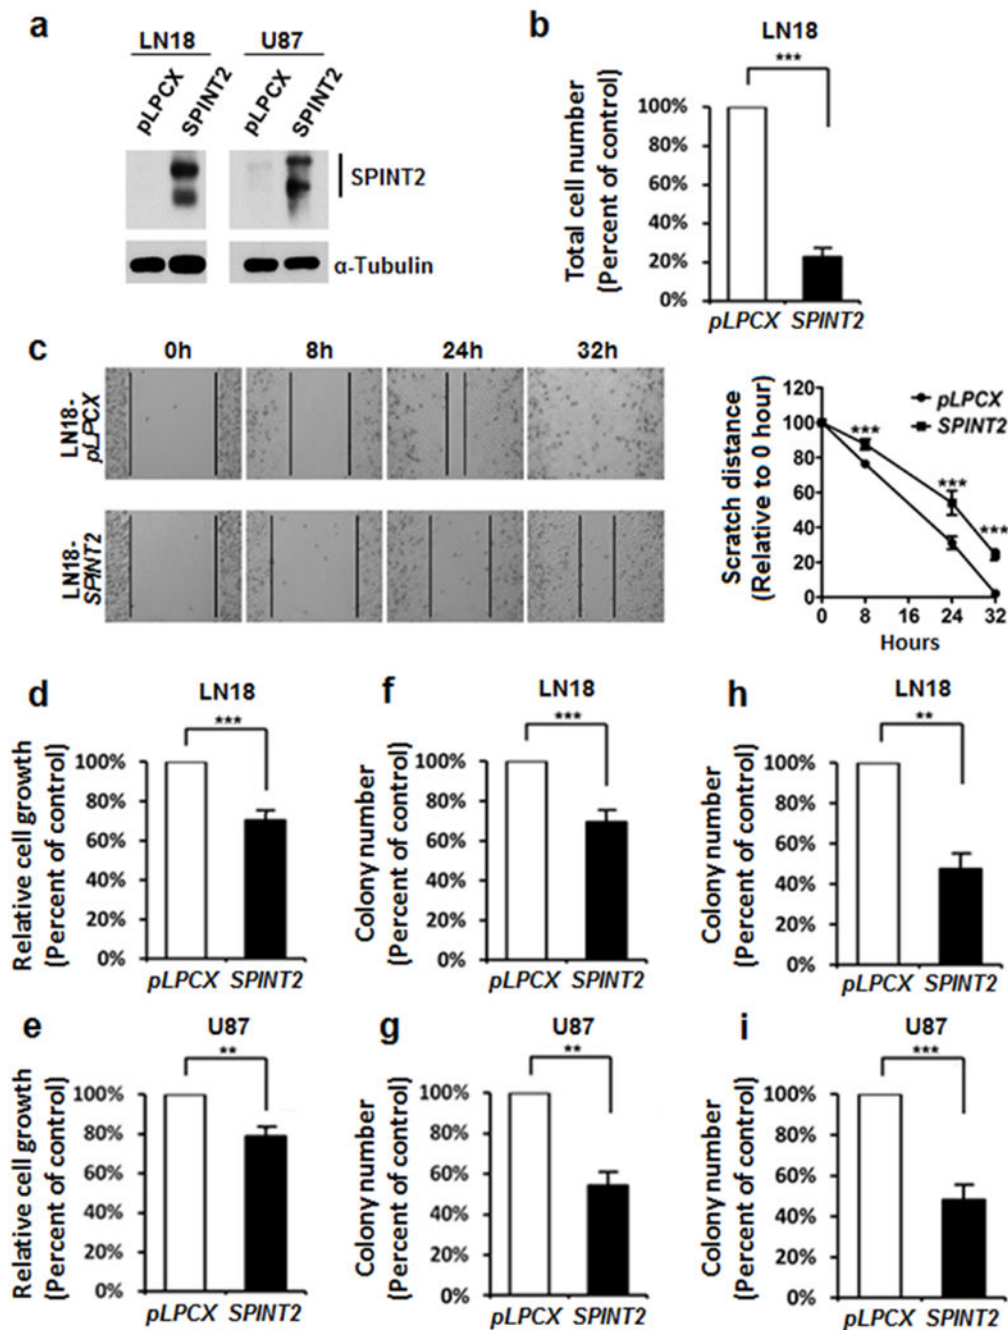 a
LN18 U87
pLPCX SPINT2 pLPCX SPINT2
SPINT2
α-Tubulin
b
LN18
***
Total cell number
(Percent of control)
100%
80%
60%
40%
20%
0%
pLPCX SPINT2
c
0h 8h 24h 32h
LN18-
pLPCX
LN18-
SPINT2
Scratch distance
(Relative to 0 hour)
120
100
80
60
40
20
0
pLPCX
SPINT2
***
***
***
0 8 16 24 32
Hours
d
LN18
***
Relative cell growth
(Percent of control)
100%
80%
60%
40%
20%
0%
pLPCX SPINT2
f
LN18
***
Colony number
(Percent of control)
100%
80%
60%
40%
20%
0%
pLPCX SPINT2
h
LN18
**
Colony number
(Percent of control)
100%
80%
60%
40%
20%
0%
pLPCX SPINT2
e
U87
**
Relative cell growth
(Percent of control)
100%
80%
60%
40%
20%
0%
pLPCX SPINT2
g
U87
**
Colony number
(Percent of control)
100%
80%
60%
40%
20%
0%
pLPCX SPINT2
i
U87
***
Colony number
(Percent of control)
100%
80%
60%
40%
20%
0%
pLPCX SPINT2